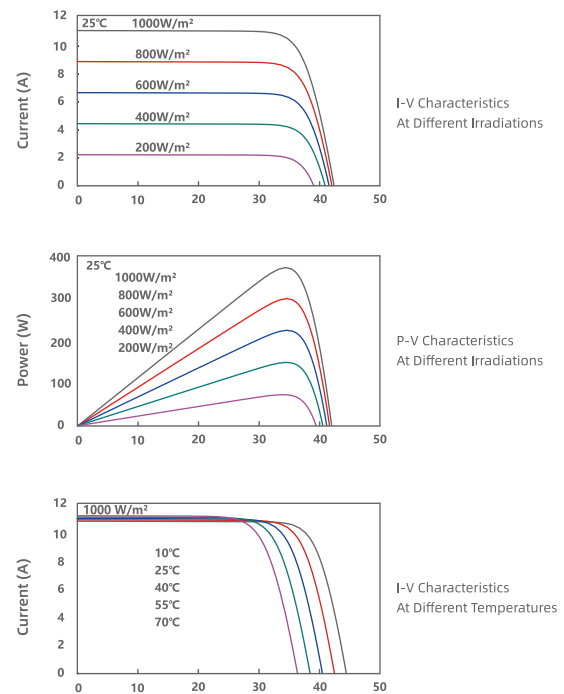 12
25℃
1000W/m²
10
800W/m²
8
600W/m²
6
400W/m²
4
200W/m²
2
0
Current (A)
0 10 20 30 40 50
I-V Characteristics
At Different Irradiations
400
25℃
1000W/m²
300
800W/m²
600W/m²
200
400W/m²
200W/m²
100
0
Power (W)
0 10 20 30 40 50
P-V Characteristics
At Different Irradiations
12
1000 W/m²
10
10℃
8
25℃
40℃
6
55℃
4
70℃
2
0
Current (A)
0 10 20 30 40 50
I-V Characteristics
At Different Temperatures